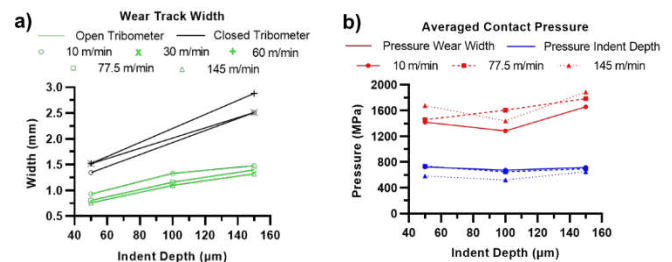 a)
Wear Track Width
Open Tribometer Closed Tribometer
10 m/min 30 m/min 60 m/min
77.5 m/min 145 m/min
Width (mm)
3.0
2.5
2.0
1.5
1.0
0.5
40 60 80 100 120 140 160
Indent Depth (µm)
b)
Averaged Contact Pressure
Pressure Wear Width Pressure Indent Depth
10 m/min 77.5 m/min 145 m/min
Pressure (MPa)
2000
1600
1200
800
400
0
40 60 80 100 120 140 160
Indent Depth (µm)